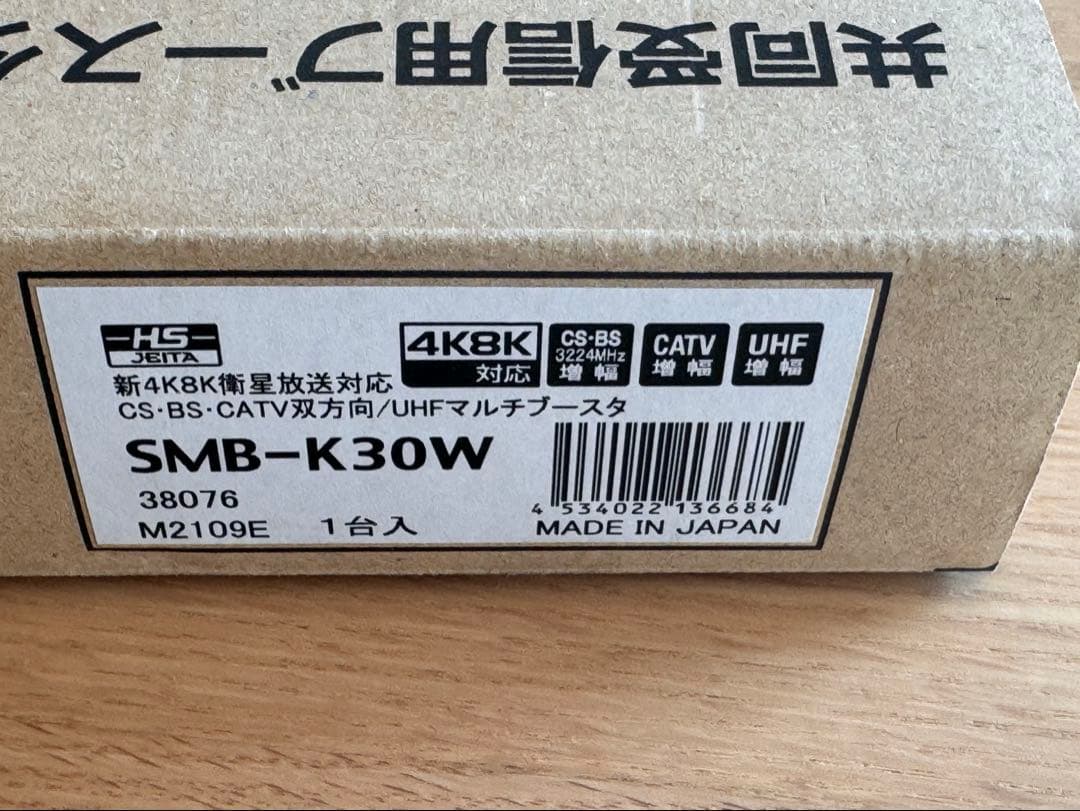 共同受信用ブースタ
HS
JEITA
4K8K
対応
CS・BS
3224MHz
増幅
CATV
増幅
UHF
増幅
新4K8K衛星放送対応
CS・BS・CATV双方向/UHFマルチブースタ
SMB-K30W
38076
M2109E 1台入
4 534022 136684
MADE IN JAPAN